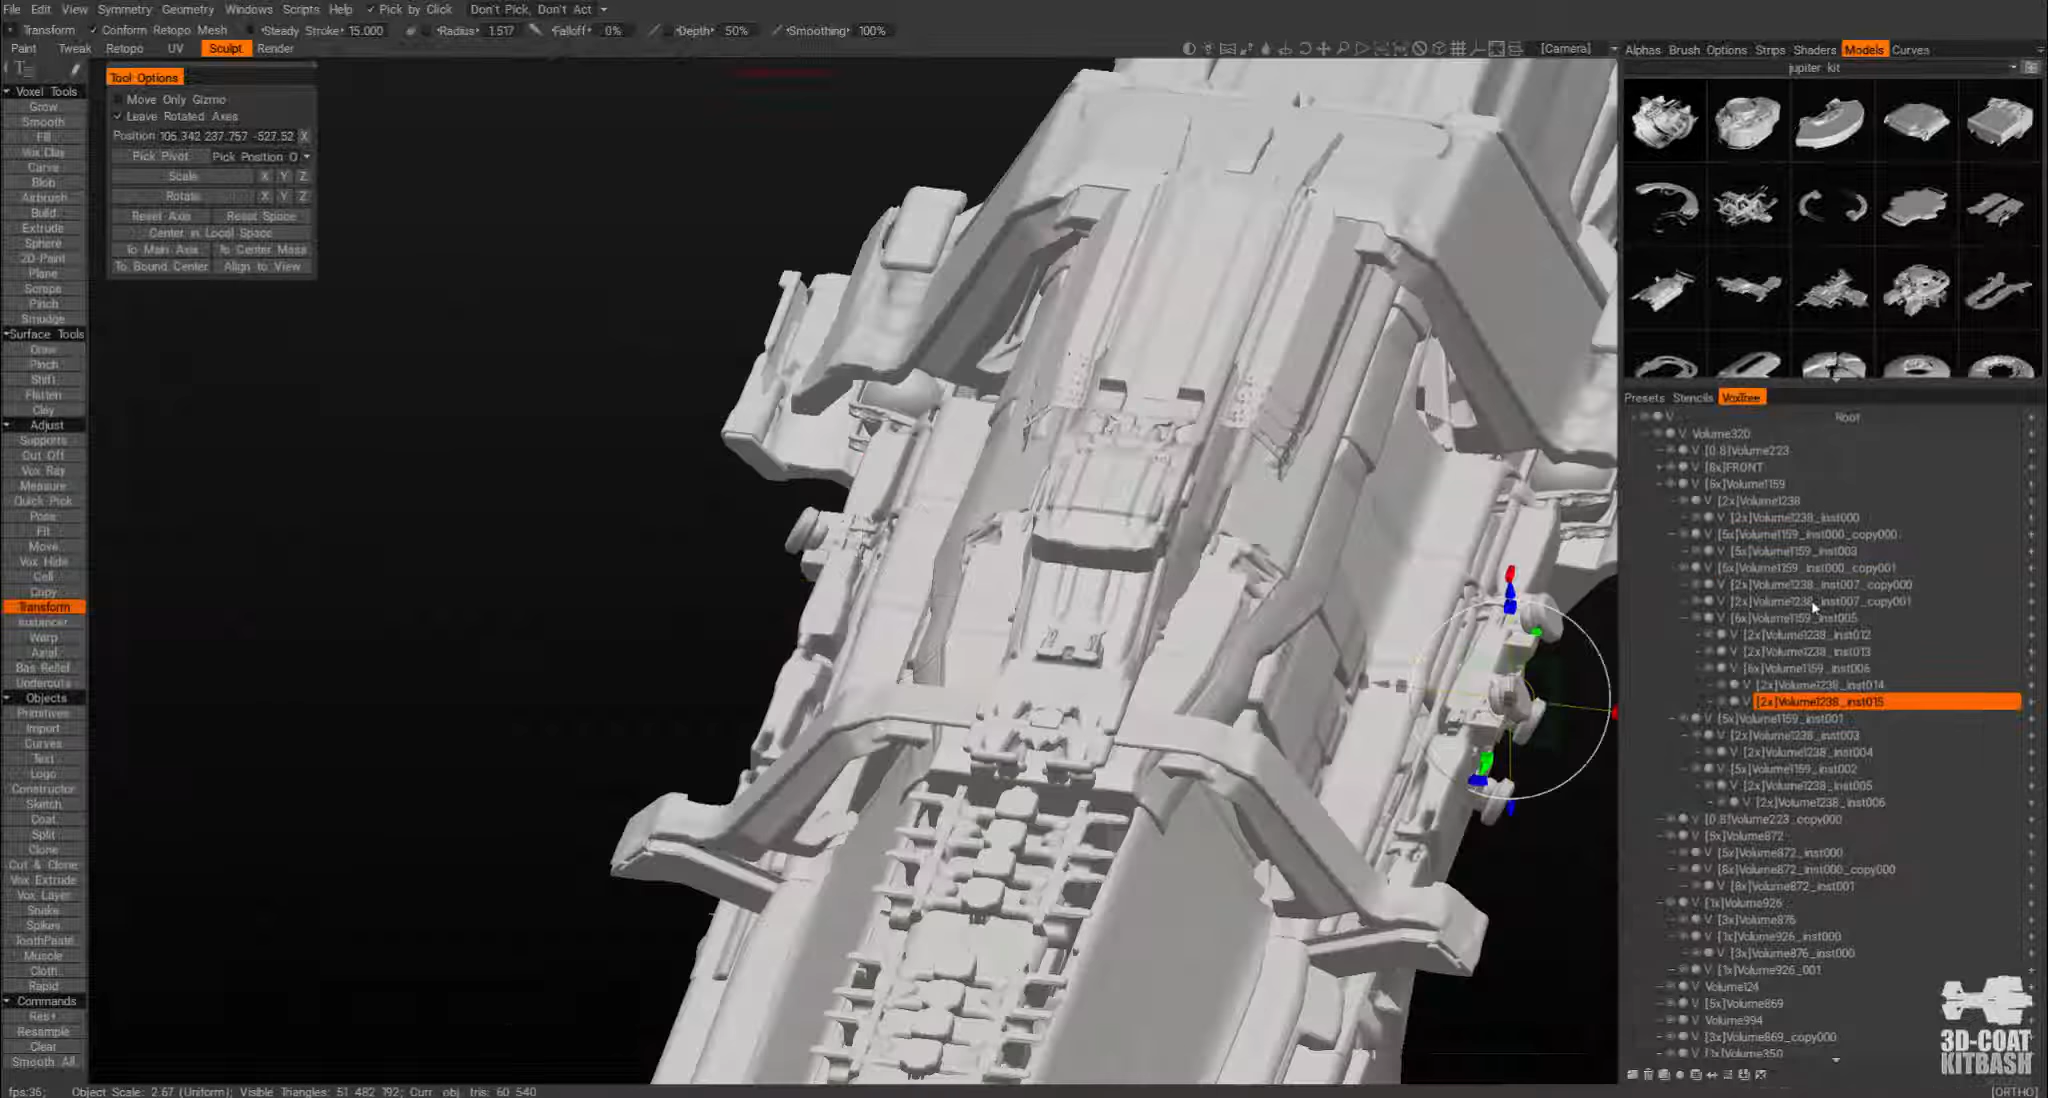 File Edit View Symmetry Geometry Windows Scripts Help ✓ Pick by Click Don't Pick, Don't Act
Transform ✓ Conform Retopo Mesh Steady Stroke 15.000 Radius 1.517 Falloff 0% Depth 50% Smoothing 100%
Paint Tweak Retopo UV Sculpt Render [Camera] Alphas Brush Options Strips Shaders Models Curves
jupiter kit
Tool Options
Move Only Gizmo
✓ Leave Rotated Axes
Position 105.342 237.757 -527.52 X
Pick Pivot Pick Position O
Scale X Y Z
Rotate X Y Z
Reset Axis Reset Space
Center in Local Space
To Main Axis To Center Mass
To Bound Center Align to View
Voxel Tools
Grow
Smooth
Fill
Vox Clay
Carve
Blob
Airbrush
Build
Extrude
Sphere
2D-Paint
Plane
Scrape
Pinch
Smudge
Surface Tools
Draw
Pinch
Shift
Flatten
Clay
Adjust
Supports
Cut Off
Vox Ray
Measure
Quick Pick
Pose
Fit
Move
Vox Hide
Cell
Copy
Transform
Instancer
Warp
Axial
Bas Relief
Undercuts
Objects
Primitives
Import
Curves
Text
Logo
Constructor
Sketch
Coat
Split
Clone
Cut & Clone
Vox Extrude
Vox Layer
Snake
Spikes
ToothPaste
Muscle
Cloth
Rapid
Commands
Res+
Resample
Clear
Smooth All
Presets Stencils VoxTree
V Root
V Volume320
V [0.8]Volume223
V [8x]FRONT
V [6x]Volume1159
V [2x]Volume1238
V [2x]Volume1238_inst000
V [5x]Volume1159_inst000_copy000
V [5x]Volume1159_inst003
V [6x]Volume1159_inst000_copy001
V [2x]Volume1238_inst007_copy000
V [2x]Volume1238_inst007_copy001
V [6x]Volume1159_inst005
V [2x]Volume1238_inst012
V [2x]Volume1238_inst013
V [6x]Volume1159_inst006
V [2x]Volume1238_inst014
V [2x]Volume1238_inst015
V [5x]Volume1159_inst001
V [2x]Volume1238_inst003
V [2x]Volume1238_inst004
V [5x]Volume1159_inst002
V [2x]Volume1238_inst005
V [2x]Volume1238_inst006
V [0.8]Volume223_copy000
V [5x]Volume872
V [5x]Volume872_inst000
V [8x]Volume872_inst000_copy000
V [8x]Volume872_inst001
V [1x]Volume926
V [3x]Volume876
V [1x]Volume926_inst000
V [3x]Volume876_inst000
V [1x]Volume926_001
V Volume124
V [5x]Volume869
V Volume994
V [3x]Volume869_copy000
V [3x]Volume350
3D-COAT
KITBASH
fps:36; Object Scale: 2.67 (Uniform); Visible Triangles: 51 482 792; Curr. obj. tris: 60 540 [ORTHO]